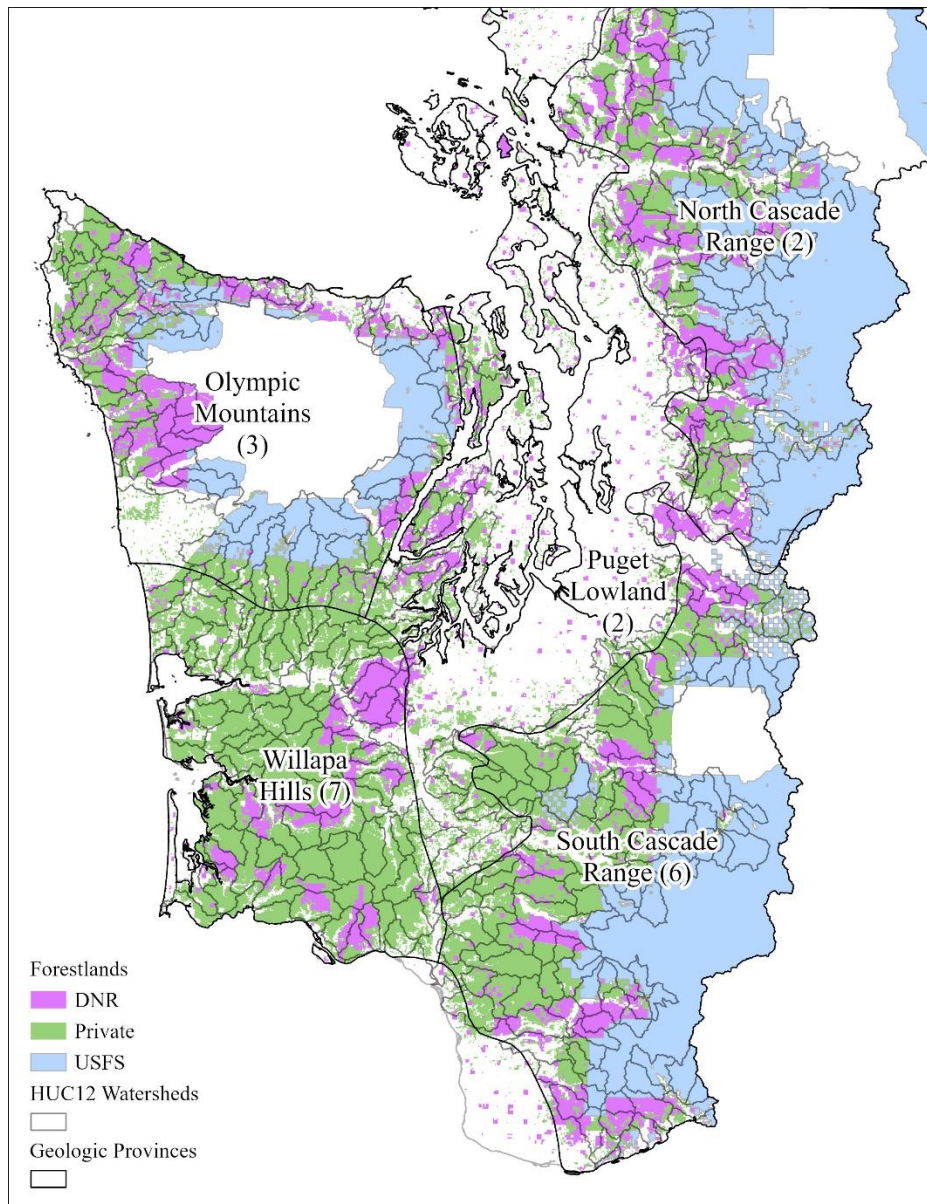 North Cascade
Range (2)
Olympic
Mountains
(3)
Puget
Lowland
(2)
Willapa
Hills (7)
South Cascade
Range (6)
Forestlands
DNR
Private
USFS
HUC12 Watersheds
Geologic Provinces